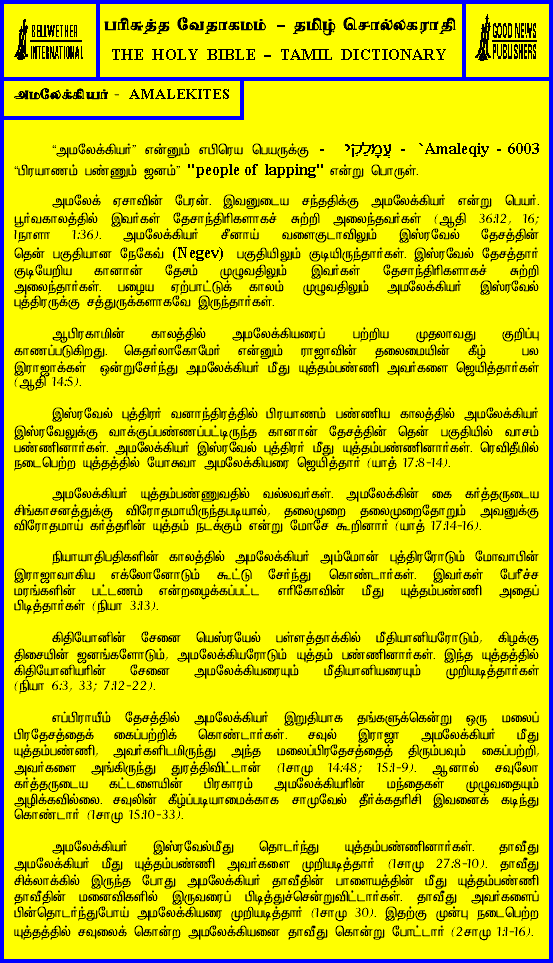 BELLWETHER
INTERNATIONAL
பரிசுத்த வேதாகமம் – தமிழ் சொல்லகராதி
THE HOLY BIBLE – TAMIL DICTIONARY
GOOD NEWS
PUBLISHERS
அமலேக்கியர் - AMALEKITES
“அமலேக்கியர்” என்னும் எபிரெய பெயருக்கு - עֲמָלֵקִי - `Amaleqiy - 6003
“பிரயாணம் பண்ணும் ஜனம்” "people of lapping" என்று பொருள்.
அமலேக் ஏசாவின் பேரன். இவனுடைய சந்ததிக்கு அமலேக்கியர் என்று பெயர்.
பூர்வகாலத்தில் இவர்கள் தேசாந்திரிகளாகச் சுற்றி அலைந்தவர்கள் (ஆதி 36:12, 16;
1நாளா 1:36). அமலேக்கியர் சீனாய் வளைகுடாவிலும் இஸ்ரவேல் தேசத்தின்
தென் பகுதியான நேகேவ் (Negev) பகுதியிலும் குடியிருந்தார்கள். இஸ்ரவேல் தேசத்தார்
குடியேறிய கானான் தேசம் முழுவதிலும் இவர்கள் தேசாந்திரிகளாகச் சுற்றி
அலைந்தார்கள். பழைய ஏற்பாட்டுக் காலம் முழுவதிலும் அமலேக்கியர் இஸ்ரவேல்
புத்திரருக்கு சத்துருக்களாகவே இருந்தார்கள்.
ஆபிரகாமின் காலத்தில் அமலேக்கியரைப் பற்றிய முதலாவது குறிப்பு
காணப்படுகிறது. கெதர்லாகோமேர் என்னும் ராஜாவின் தலைமையின் கீழ் பல
இராஜாக்கள் ஒன்றுசேர்ந்து அமலேக்கியர் மீது யுத்தம்பண்ணி அவர்களை ஜெயித்தார்கள்
(ஆதி 14:5).
இஸ்ரவேல் புத்திரர் வனாந்திரத்தில் பிரயாணம் பண்ணிய காலத்தில் அமலேக்கியர்
இஸ்ரவேலுக்கு வாக்குப்பண்ணப்பட்டிருந்த கானான் தேசத்தின் தென் பகுதியில் வாசம்
பண்ணினார்கள். அமலேக்கியர் இஸ்ரவேல் புத்திரர் மீது யுத்தம்பண்ணினார்கள். ரெவிதீமில்
நடைபெற்ற யுத்தத்தில் யோசுவா அமலேக்கியரை ஜெயித்தார் (யாத் 17:8-14).
அமலேக்கியர் யுத்தம்பண்ணுவதில் வல்லவர்கள். அமலேக்கின் கை கர்த்தருடைய
சிங்காசனத்துக்கு விரோதமாயிருந்தபடியால், தலைமுறை தலைமுறைதோறும் அவனுக்கு
விரோதமாய் கர்த்தரின் யுத்தம் நடக்கும் என்று மோசே கூறினார் (யாத் 17:14-16).
நியாயாதிபதிகளின் காலத்தில் அமலேக்கியர் அம்மோன் புத்திரரோடும் மோவாபின்
இராஜாவாகிய எக்லோனோடும் கூட்டு சேர்ந்து கொண்டார்கள். இவர்கள் பேரீச்ச
மரங்களின் பட்டணம் என்றழைக்கப்பட்ட எரிகோவின் மீது யுத்தம்பண்ணி அதைப்
பிடித்தார்கள் (நியா 3:13).
கிதியோனின் சேனை யெஸ்ரயேல் பள்ளத்தாக்கில் மீதியானியரோடும், கிழக்கு
திசையின் ஜனங்களோடும், அமலேக்கியரோடும் யுத்தம் பண்ணினார்கள். இந்த யுத்தத்தில்
கிதியோனியரின் சேனை அமலேக்கியரையும் மீதியானியரையும் முறியடித்தார்கள்
(நியா 6:3, 33; 7:12-22).
எப்பிராயீம் தேசத்தில் அமலேக்கியர் இறுதியாக தங்களுக்கென்று ஒரு மலைப்
பிரதேசத்தைக் கைப்பற்றிக் கொண்டார்கள். சவுல் இராஜா அமலேக்கியர் மீது
யுத்தம்பண்ணி, அவர்களிடமிருந்து அந்த மலைப்பிரதேசத்தைத் திரும்பவும் கைப்பற்றி,
அவர்களை அங்கிருந்து துரத்திவிட்டான் (1சாமு 14:48; 15:1-9). ஆனால் சவுலோ
கர்த்தருடைய கட்டளையின் பிரகாரம் அமலேக்கியரின் மந்தைகள் முழுவதையும்
அழிக்கவில்லை. சவுலின் கீழ்ப்படியாமைக்காக சாமுவேல் தீர்க்கதரிசி இவனைக் கடிந்து
கொண்டார் (1சாமு 15:10-33).
அமலேக்கியர் இஸ்ரவேல்மீது தொடர்ந்து யுத்தம்பண்ணினார்கள். தாவீது
அமலேக்கியர் மீது யுத்தம்பண்ணி அவர்களை முறியடித்தார் (1சாமு 27:8-10). தாவீது
சிக்லாக்கில் இருந்த போது அமலேக்கியர் தாவீதின் பாளையத்தின் மீது யுத்தம்பண்ணி
தாவீதின் மனைவிகளில் இருவரைப் பிடித்துச்சென்றுவிட்டார்கள். தாவீது அவர்களைப்
பின்தொடர்ந்துபோய் அமலேக்கியரை முறியடித்தார் (1சாமு 30). இதற்கு முன்பு நடைபெற்ற
யுத்தத்தில் சவுலைக் கொன்ற அமலேக்கியனை தாவீது கொன்று போட்டார் (2சாமு 1:1-16).